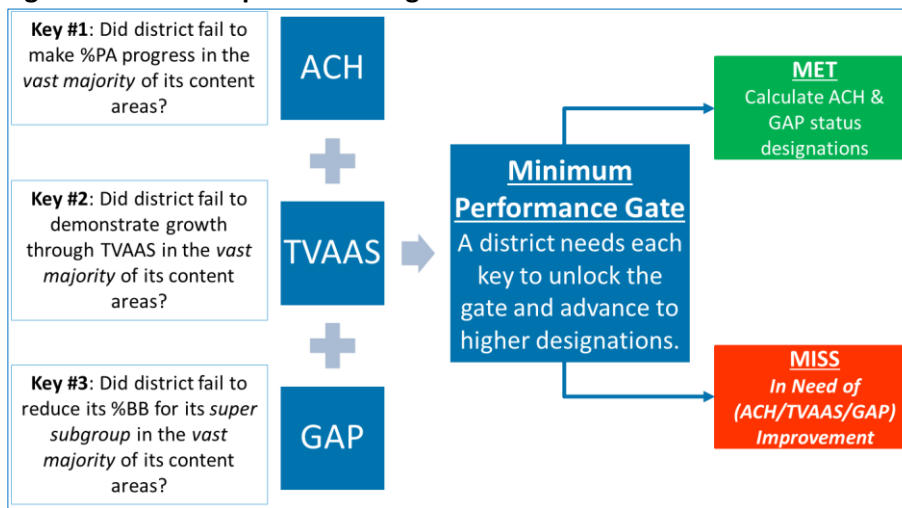 Key #1: Did district fail to
make %PA progress in the
vast majority of its content
areas?
ACH
Key #2: Did district fail to
demonstrate growth
through TVAAS in the vast
majority of its content
areas?
TVAAS
Key #3: Did district fail to
reduce its %BB for its super
subgroup in the vast
majority of its content
areas?
GAP
Minimum
Performance Gate
A district needs each
key to unlock the
gate and advance to
higher designations.
MET
Calculate ACH &
GAP status
designations
MISS
In Need of
(ACH/TVAAS/GAP)
Improvement